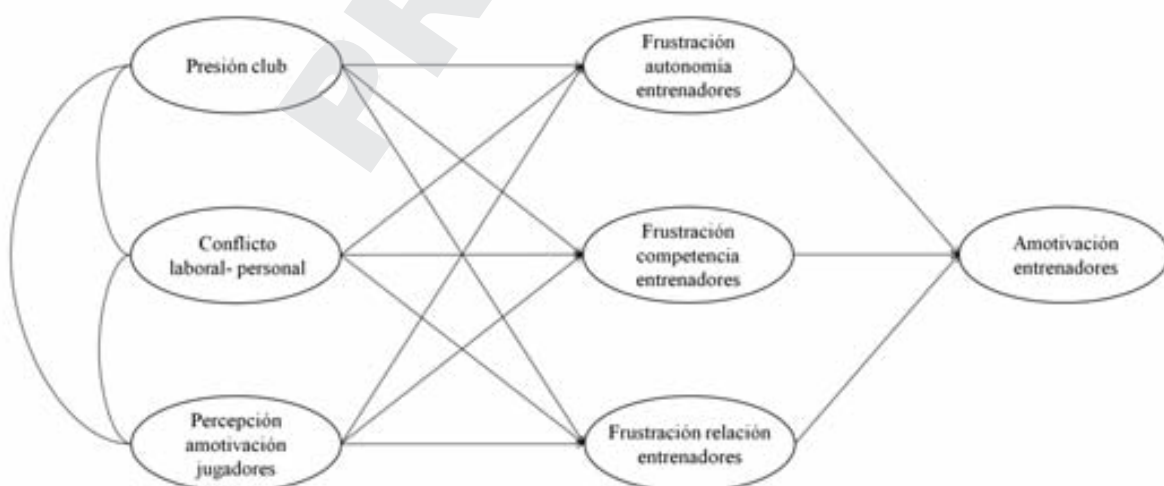 Presión club
Frustración
autonomía
entrenadores
Conflicto
laboral- personal
Frustración
competencia
entrenadores
Amotivación
entrenadores
Percepción
amotivación
jugadores
Frustración relación
entrenadores